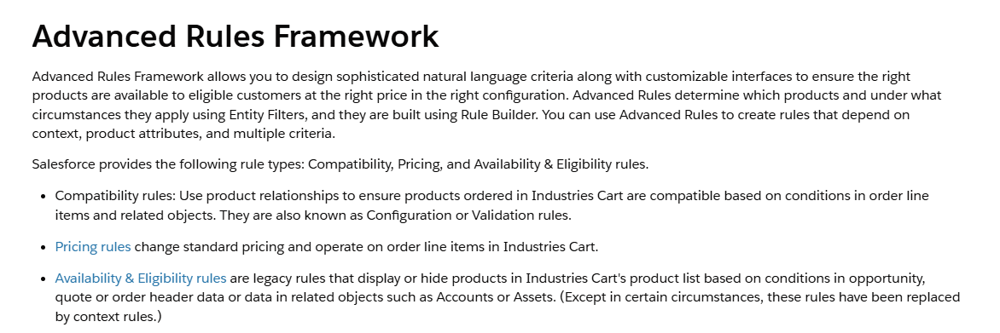 Advanced Rules Framework
Advanced Rules Framework allows you to design sophisticated natural language criteria along with customizable interfaces to ensure the right
products are available to eligible customers at the right price in the right configuration. Advanced Rules determine which products and under what
circumstances they apply using Entity Filters, and they are built using Rule Builder. You can use Advanced Rules to create rules that depend on
context, product attributes, and multiple criteria.
Salesforce provides the following rule types: Compatibility, Pricing, and Availability & Eligibility rules.
• Compatibility rules: Use product relationships to ensure products ordered in Industries Cart are compatible based on conditions in order line
items and related objects. They are also known as Configuration or Validation rules.
• Pricing rules change standard pricing and operate on order line items in Industries Cart.
• Availability & Eligibility rules are legacy rules that display or hide products in Industries Cart's product list based on conditions in opportunity,
quote or order header data or data in related objects such as Accounts or Assets. (Except in certain circumstances, these rules have been replaced
by context rules.)